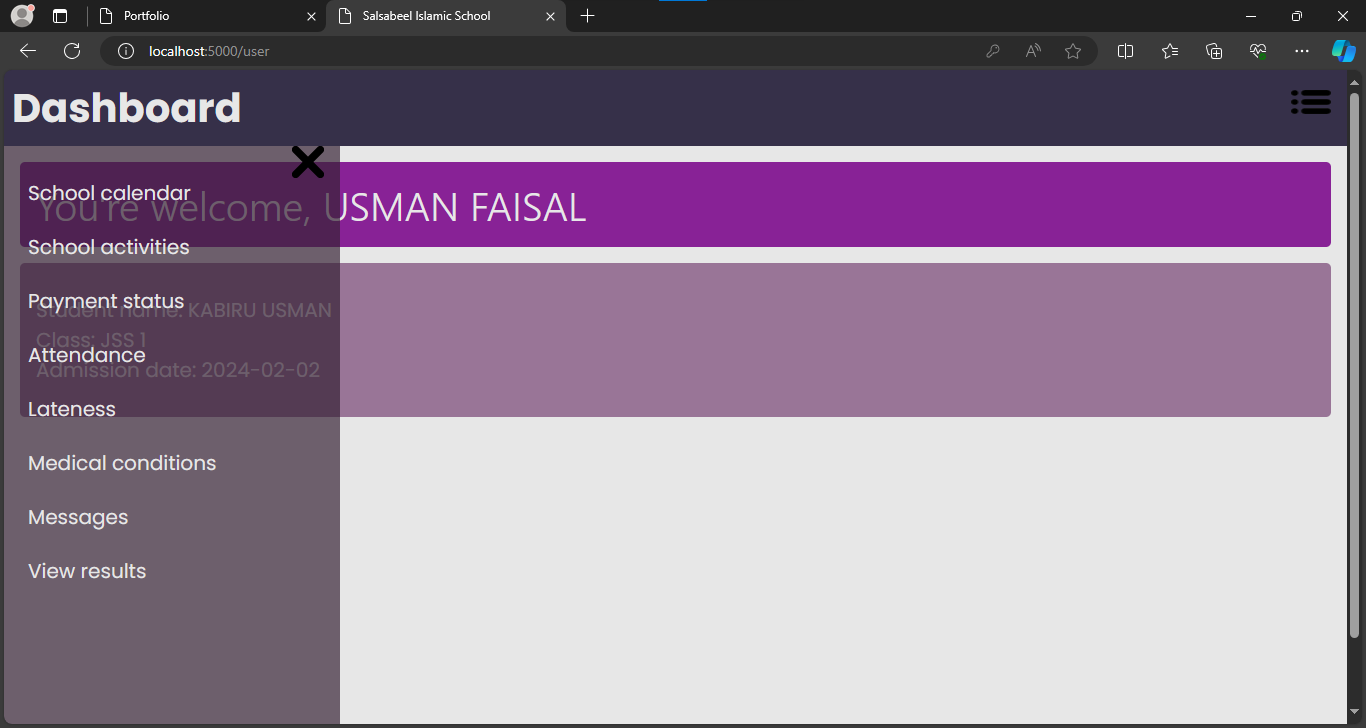 Portfolio
Salsabeel Islamic School
localhost:5000/user
Dashboard
School calendar
You're welcome, USMAN FAISAL
School activities
Payment status
Student name: KABIRU USMAN
Class: JSS 1
Attendance
Admission date: 2024-02-02
Lateness
Medical conditions
Messages
View results